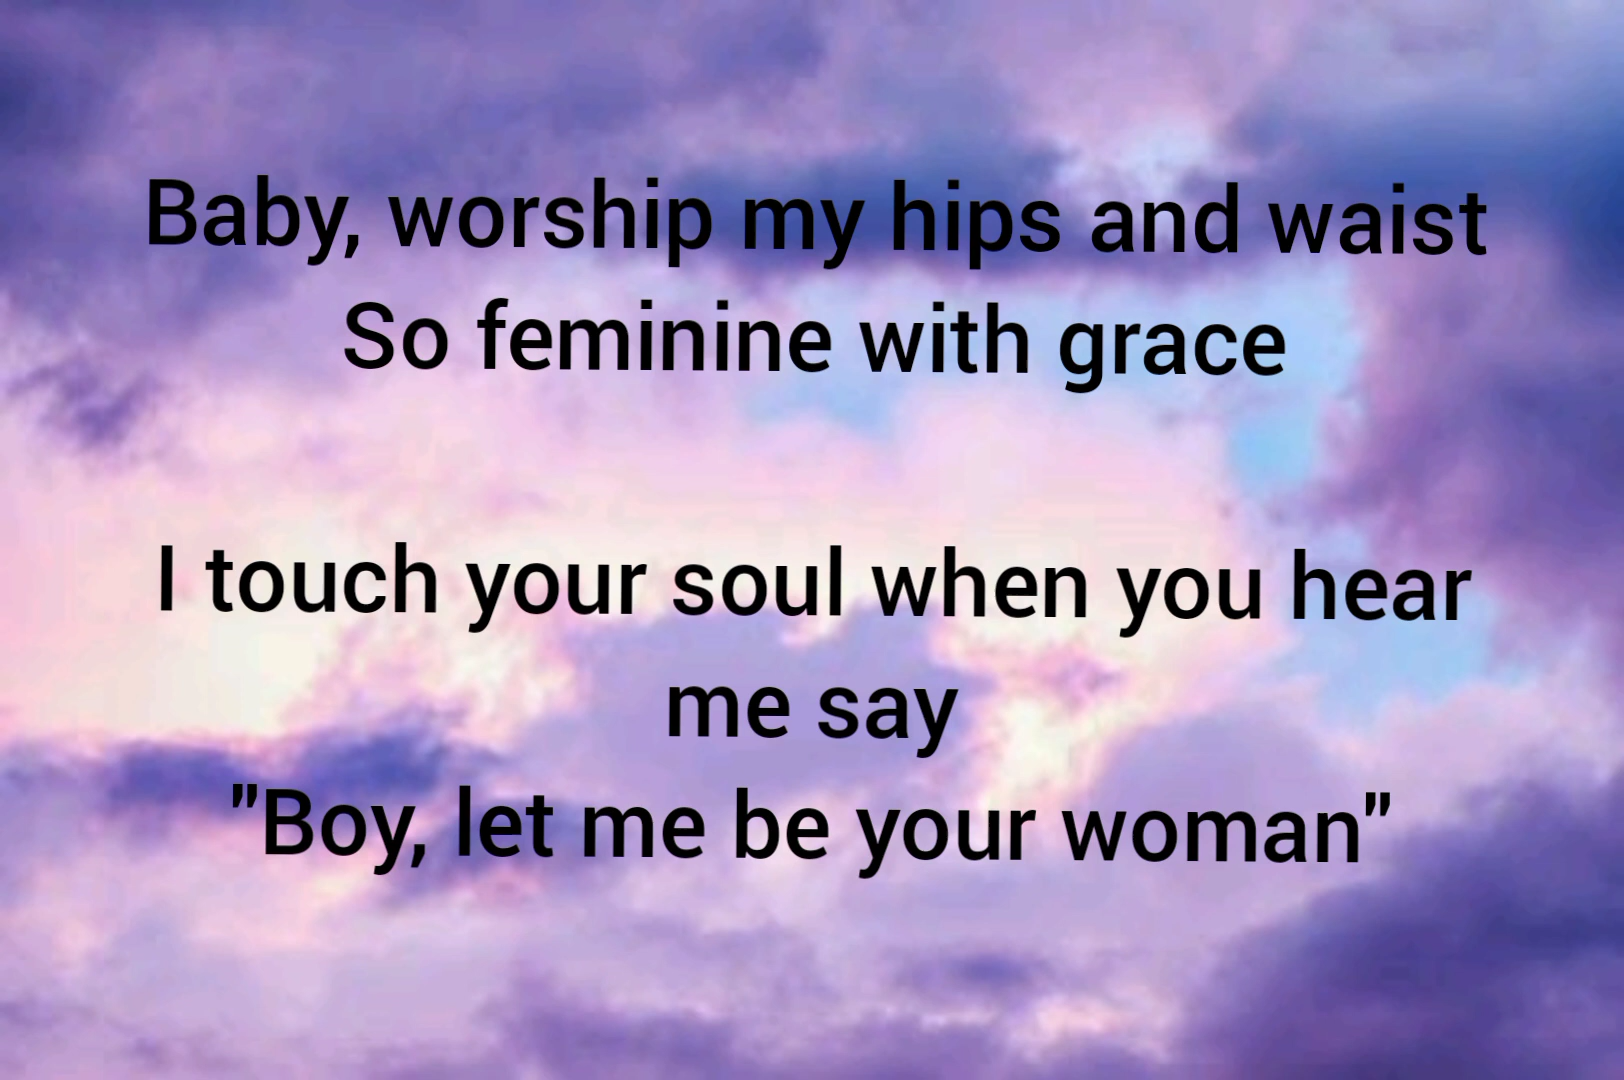 Baby, worship my hips and waist
So feminine with grace
I touch your soul when you hear
me say
"Boy, let me be your woman"